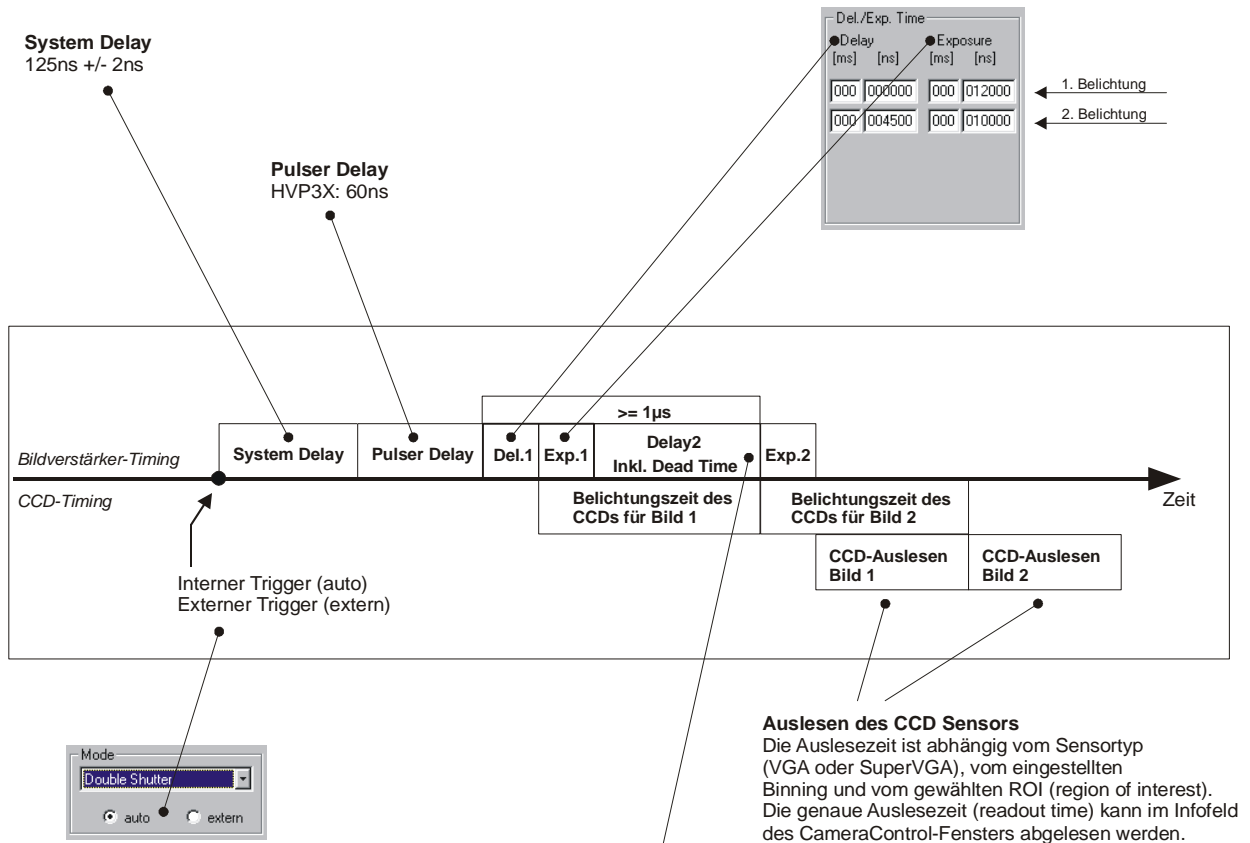 System Delay
125ns +/- 2ns
Pulser Delay
HVP3X: 60ns
Del./Exp. Time
Delay Exposure
[ms] [ns] [ms] [ns]
000 000000 000 012000
000 004500 000 010000
1. Belichtung
2. Belichtung
>= 1µs
Bildverstärker-Timing
System Delay
Pulser Delay
Del.1
Exp.1
Delay2
Inkl. Dead Time
Exp.2
CCD-Timing
Zeit
Belichtungszeit des
CCDs für Bild 1
Belichtungszeit des
CCDs für Bild 2
CCD-Auslesen
Bild 1
CCD-Auslesen
Bild 2
Interner Trigger (auto)
Externer Trigger (extern)
Mode
Double Shutter
auto extern
Auslesen des CCD Sensors
Die Auslesezeit ist abhängig vom Sensortyp
(VGA oder SuperVGA), vom eingestellten
Binning und vom gewählten ROI (region of interest).
Die genaue Auslesezeit (readout time) kann im Infofeld
des CameraControl-Fensters abgelesen werden.